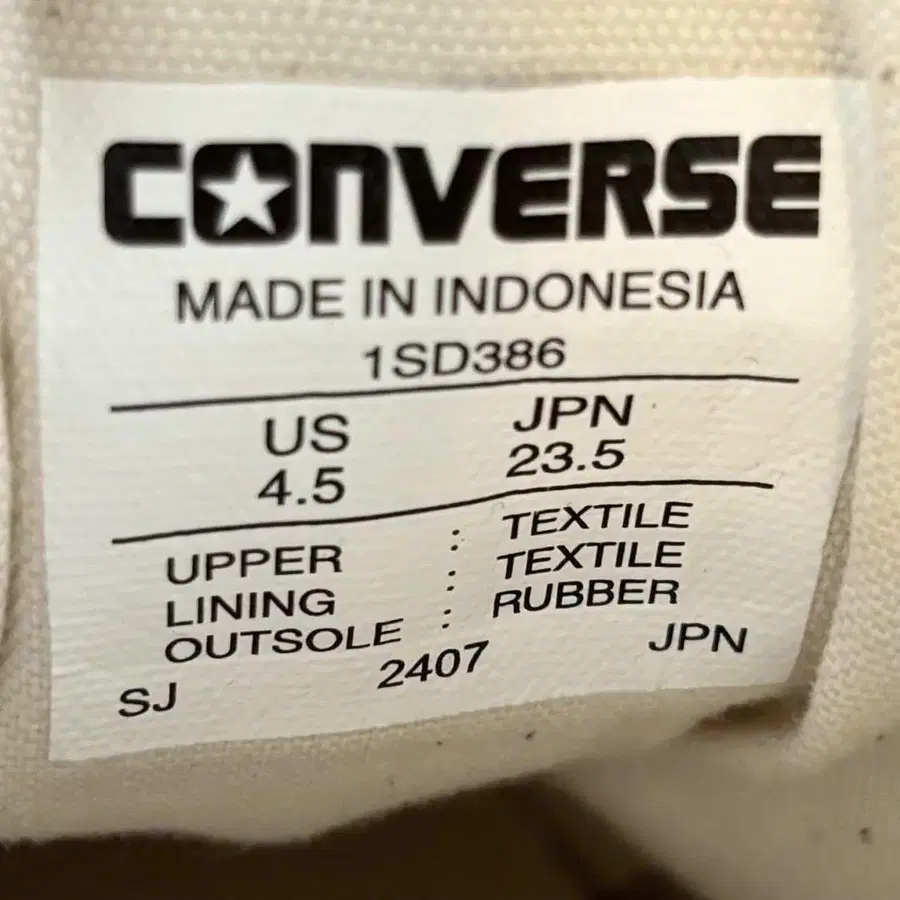 CONVERSE
MADE IN INDONESIA
1SD386
US JPN
4.5 23.5
UPPER : TEXTILE
LINING : TEXTILE
OUTSOLE : RUBBER
SJ 2407 JPN